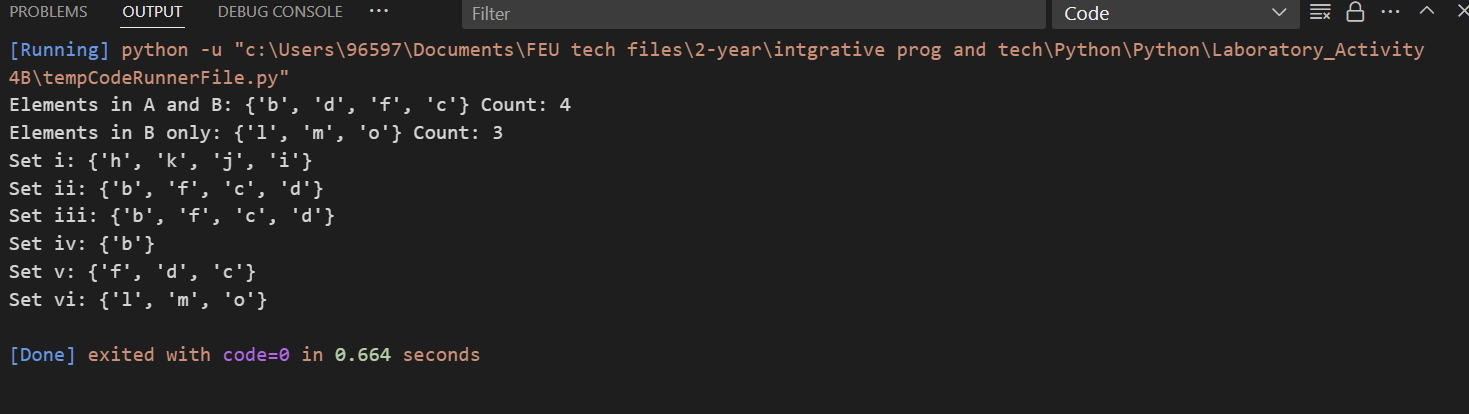 PROBLEMS OUTPUT DEBUG CONSOLE ··· Filter Code
[Running] python -u "c:\Users\96597\Documents\FEU tech files\2-year\intgrative prog and tech\Python\Python\Laboratory_Activity
4B\tempCodeRunnerFile.py"
Elements in A and B: {'b', 'd', 'f', 'c'} Count: 4
Elements in B only: {'l', 'm', 'o'} Count: 3
Set i: {'h', 'k', 'j', 'i'}
Set ii: {'b', 'f', 'c', 'd'}
Set iii: {'b', 'f', 'c', 'd'}
Set iv: {'b'}
Set v: {'f', 'd', 'c'}
Set vi: {'l', 'm', 'o'}
[Done] exited with code=0 in 0.664 seconds